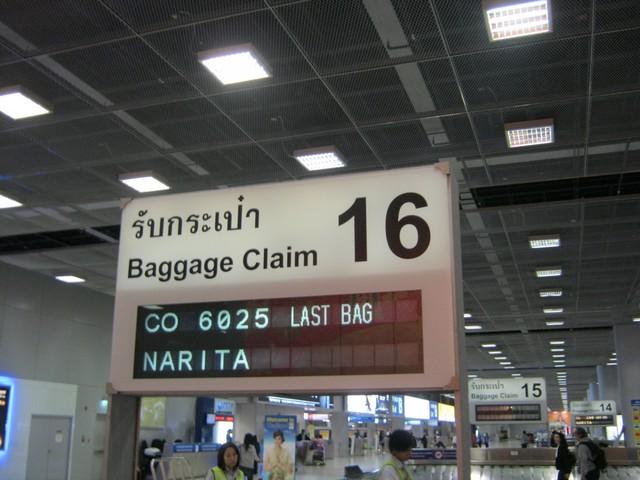 รับกระเป๋า
Baggage Claim 16
CO 6025 LAST BAG
NARITA
รับกระเป๋า
Baggage Claim 15
14